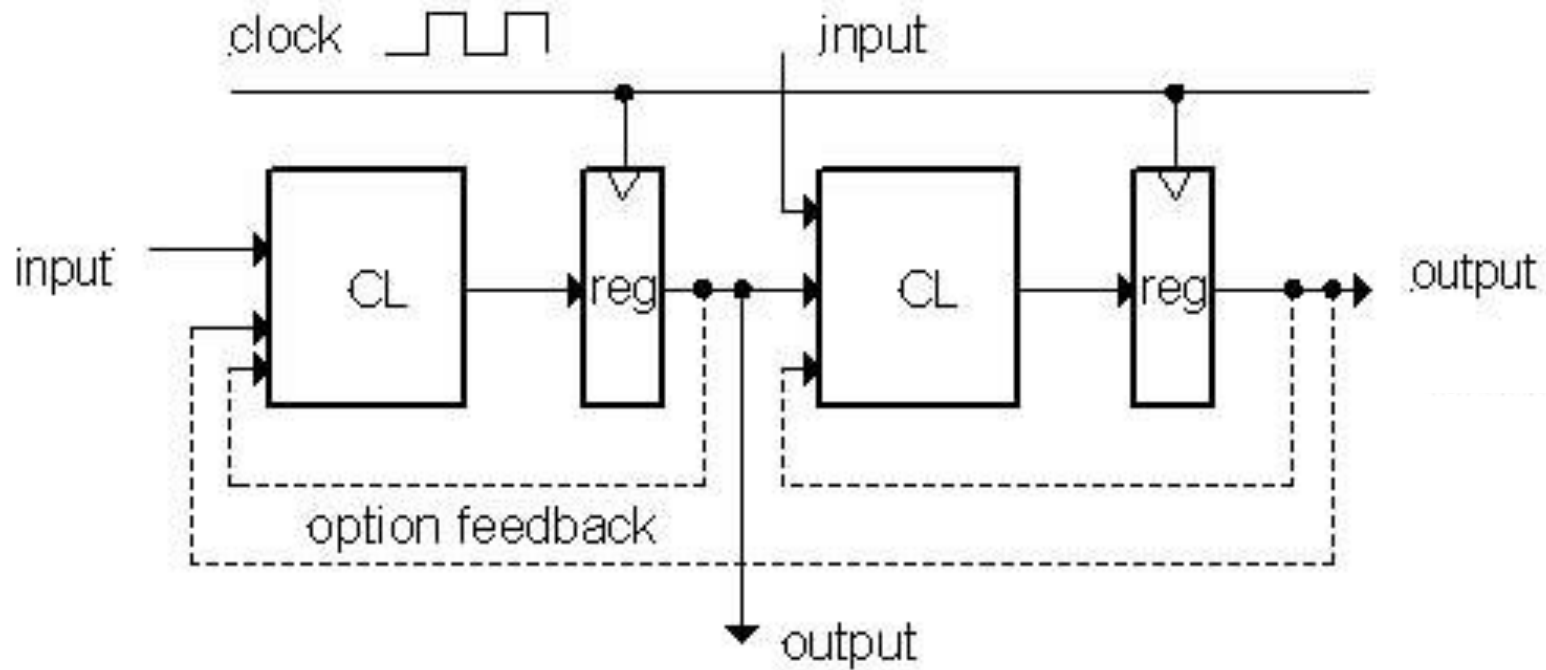 clock
input
input
CL
reg
CL
reg
output
option feedback
output